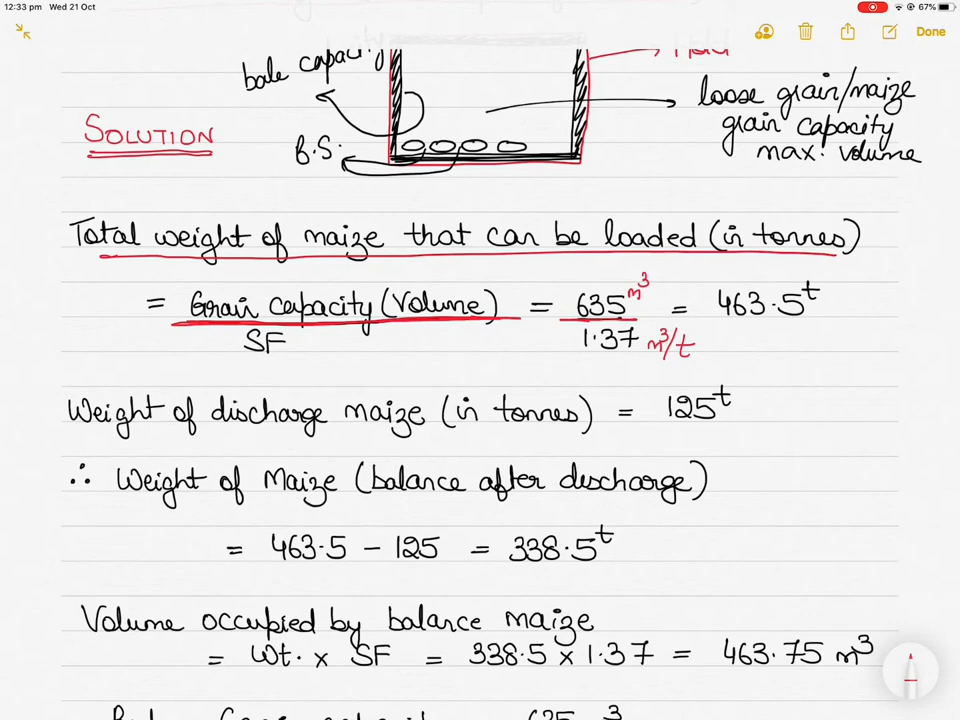 12:33 pm Wed 21 Oct
67%
Done
Hold
bale capacity
loose grain/maize
grain capacity
max. volume
SOLUTION
B.S.
Total weight of maize that can be loaded (in tonnes)
= Grain capacity (Volume) = 635 m³ = 463.5t
SF 1.37 m³/t
Weight of discharge maize (in tonnes) = 125t
∴ Weight of Maize (balance after discharge)
= 463.5 – 125 = 338.5t
Volume occupied by balance maize
= Wt. x SF = 338.5 x 1.37 = 463.75 m³